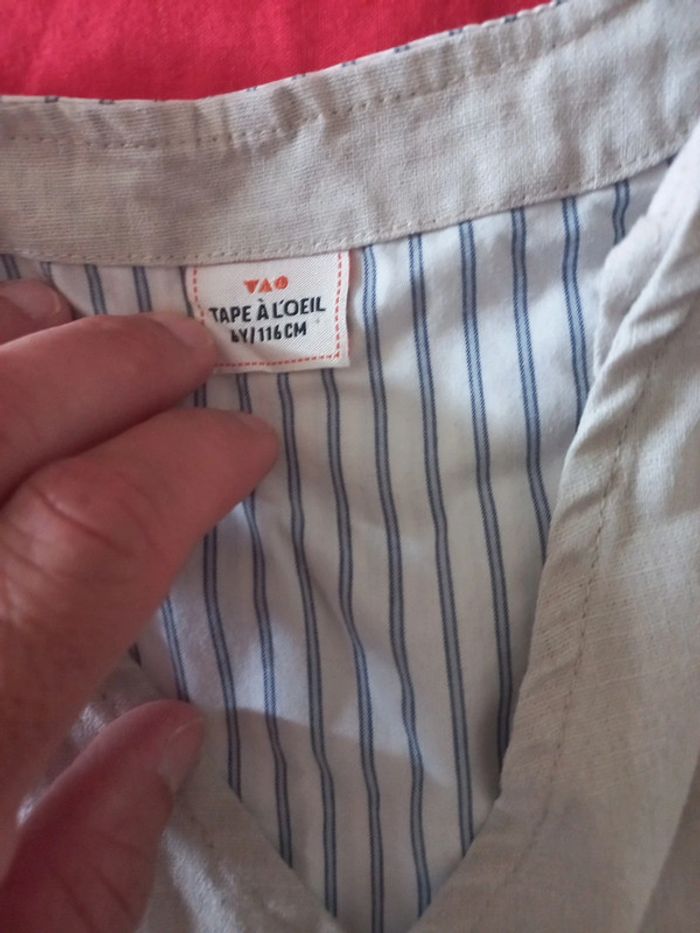 TAO
TAPE À L'OEIL
6Y/116CM